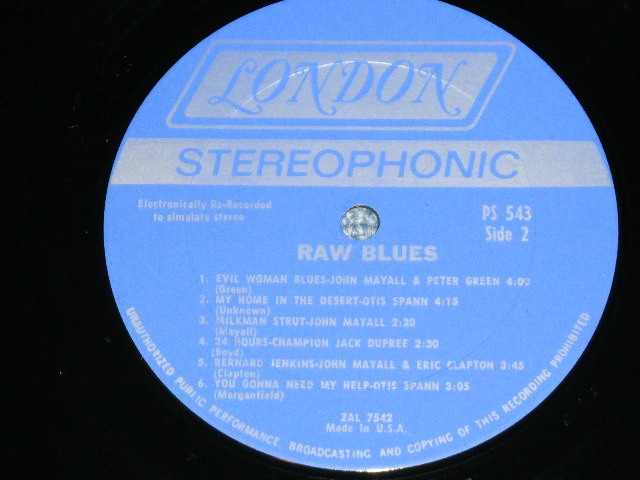 LONDON
STEREOPHONIC
Electronically Re-Recorded
to simulate stereo
PS 543
Side 2
RAW BLUES
1. EVIL WOMAN BLUES-JOHN MAYALL & PETER GREEN 4:09
(Green)
2. MY HOME IN THE DESERT-OTIS SPANN 4:15
(Unknown)
3. MILKMAN STRUT-JOHN MAYALL 2:20
(Mayall)
4. 24 HOURS-CHAMPION JACK DUPREE 2:30
(Boyd)
5. BERNARD JENKINS-JOHN MAYALL & ERIC CLAPTON 3:45
(Clapton)
6. YOU GONNA NEED MY HELP-OTIS SPANN 3:05
(Morganfield)
ZAL 7542
Made in U.S.A.
UNAUTHORIZED PUBLIC PERFORMANCE, BROADCASTING AND COPYING OF THIS RECORDING PROHIBITED